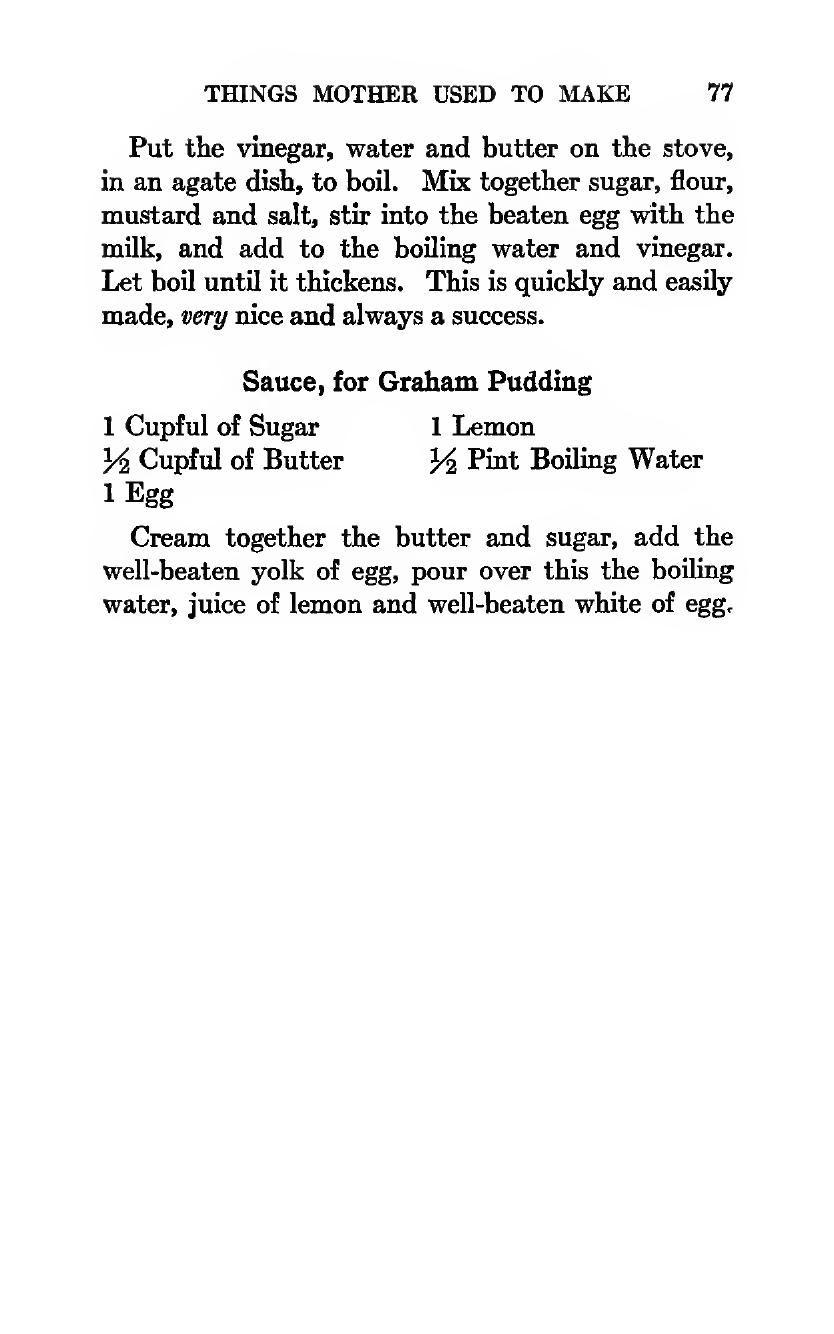 THINGS MOTHER USED TO MAKE 77
Put the vinegar, water and butter on the stove,
in an agate dish, to boil. Mix together sugar, flour,
mustard and salt, stir into the beaten egg with the
milk, and add to the boiling water and vinegar.
Let boil until it thickens. This is quickly and easily
made, very nice and always a success.
Sauce, for Graham Pudding
1 Cupful of Sugar 1 Lemon
½ Cupful of Butter ½ Pint Boiling Water
1 Egg
Cream together the butter and sugar, add the
well-beaten yolk of egg, pour over this the boiling
water, juice of lemon and well-beaten white of egg.